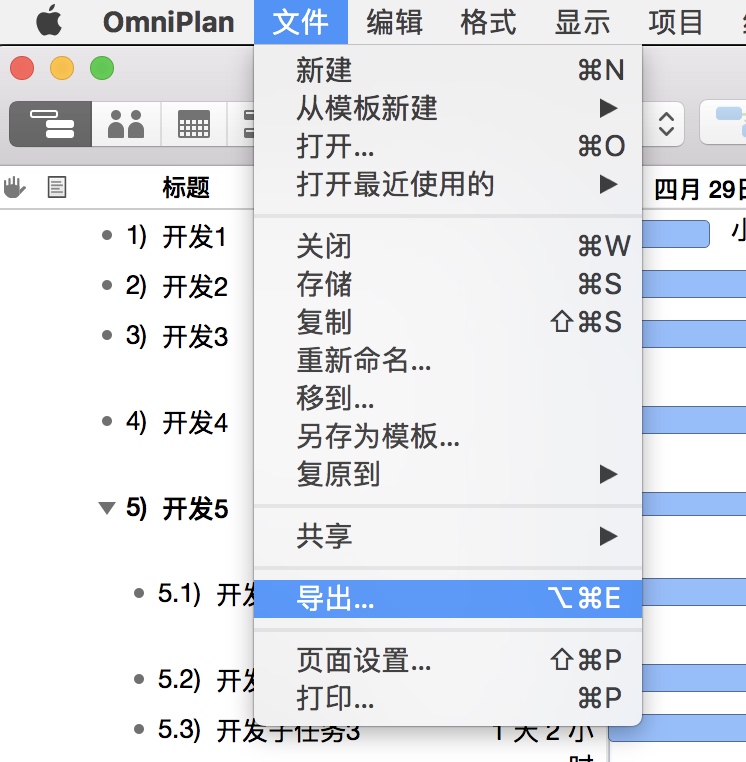 OmniPlan 文件 编辑 格式 显示 项目
新建 ⌘N
从模板新建 ▶
打开... ⌘O
打开最近使用的 ▶
关闭 ⌘W
存储 ⌘S
复制 ⇧⌘S
重新命名...
移到...
另存为模板...
复原到 ▶
共享 ▶
导出... ⌥⌘E
页面设置... ⇧⌘P
打印... ⌘P
标题 四月 29日
1) 开发1 小
2) 开发2
3) 开发3
4) 开发4
5) 开发5
5.1) 开发
5.2) 开发
5.3) 开发子任务3 1 天 2 小
时